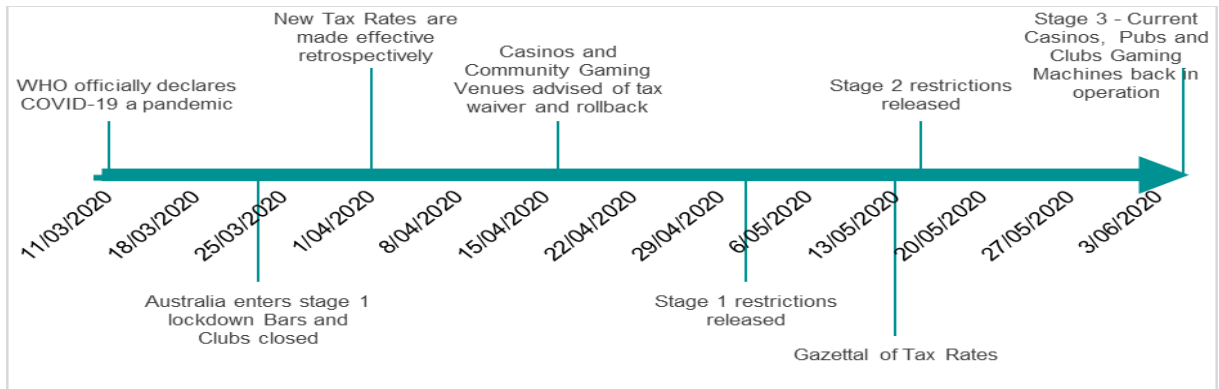 New Tax Rates are
made effective
retrospectively
Stage 3 - Current
Casinos, Pubs and
Clubs Gaming
Machines back in
operation
Casinos and
Community Gaming
Venues advised of tax
waiver and rollback
WHO officially declares
COVID-19 a pandemic
Stage 2 restrictions
released
11/03/2020
18/03/2020
25/03/2020
1/04/2020
8/04/2020
15/04/2020
22/04/2020
29/04/2020
6/05/2020
13/05/2020
20/05/2020
27/05/2020
3/06/2020
Australia enters stage 1
lockdown Bars and
Clubs closed
Stage 1 restrictions
released
Gazettal of Tax Rates